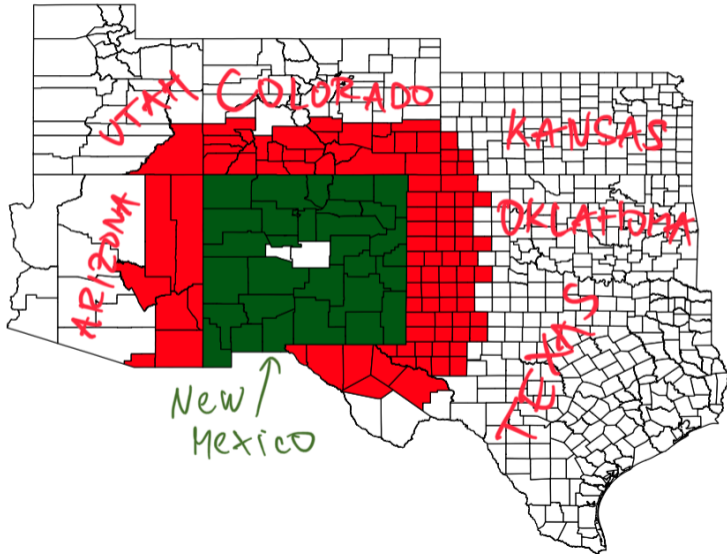 UTAH COLORADO
KANSAS
ARIZONA
OKLAHOMA
TEXAS
New
Mexico